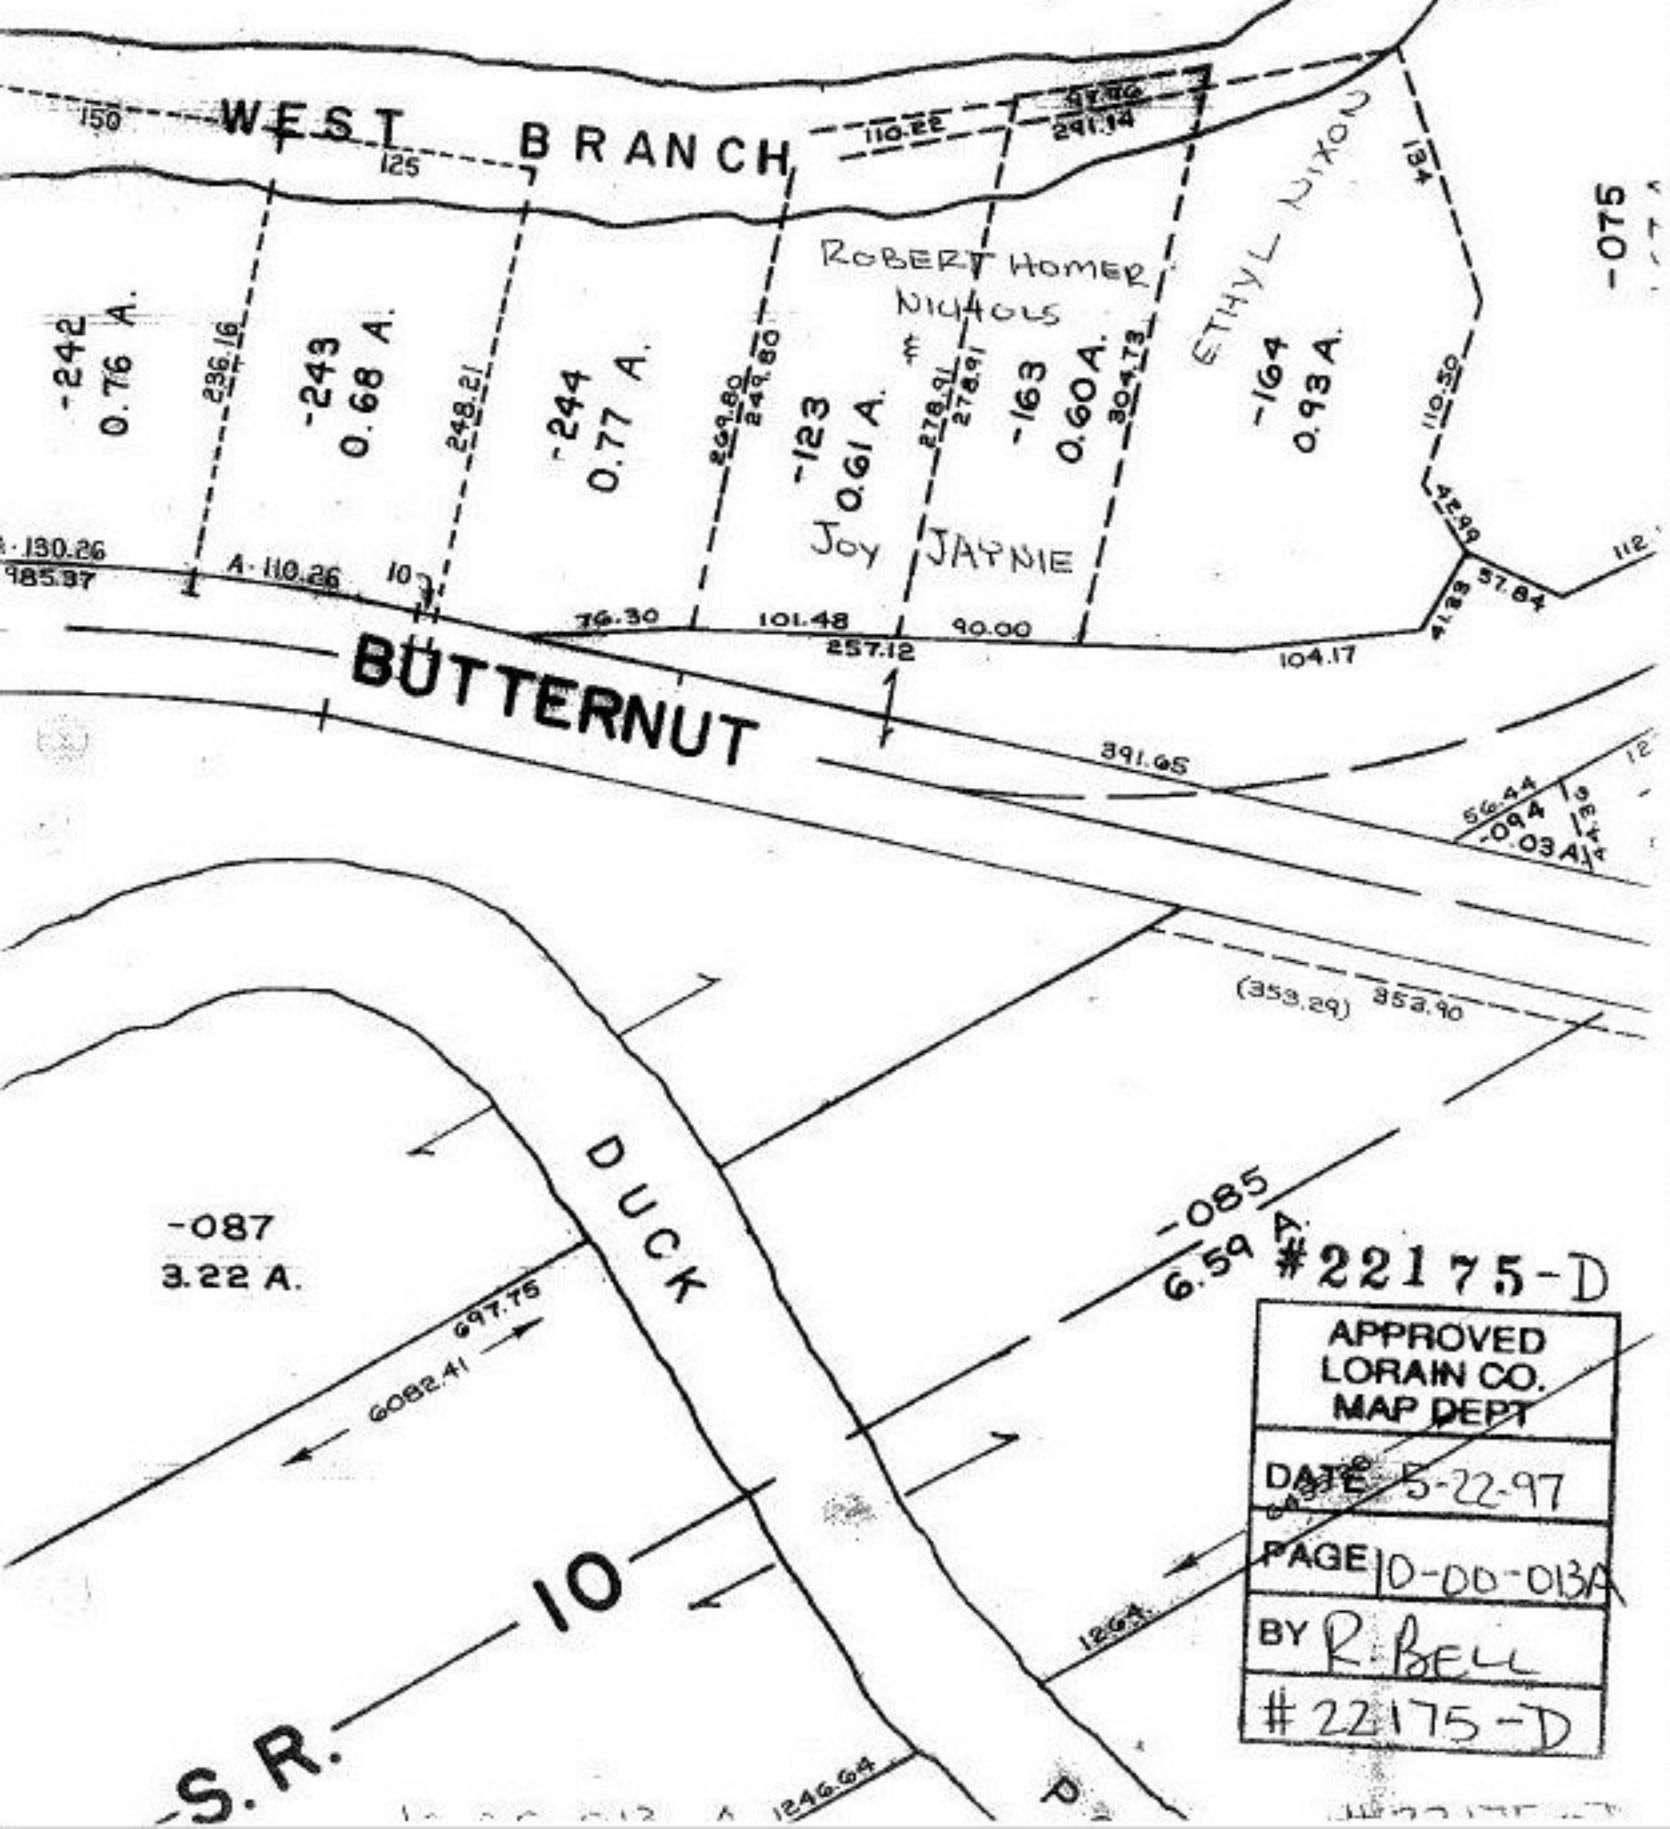 WEST BRANCH
150
125
110.22
291.14
134
-075
ROBERT HOMER
NICHOLS
&
ETHYL NIXON
-242
0.76 A.
236.16
-243
0.68 A.
248.21
-244
0.77 A.
269.80
249.80
-123
0.61 A.
278.91
278.91
-163
0.60 A.
304.73
-164
0.93 A.
110.50
42.99
JOY
JAYNIE
130.26
985.37
A-110.26
10
76.30
101.48
90.00
257.12
104.17
41.83
57.84
112
BUTTERNUT
391.65
56.44
-094
0.03 A.
12
(353.29) 353.90
DUCK
-087
3.22 A.
697.75
6082.41
-085
6.59 A.
#22175-D
APPROVED
LORAIN CO.
MAP DEPT
DATE 5-22-97
PAGE 10-00-013A
BY R. BELL
#22175-D
1264.
S.R. 10
1246.64
P